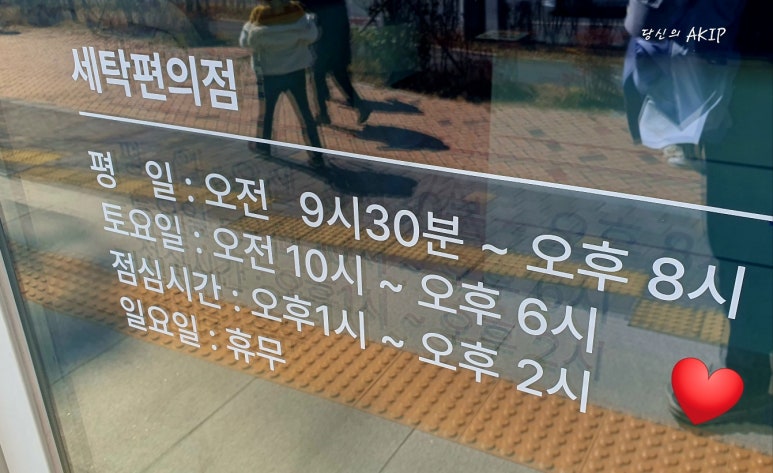 당신의 AKIP
세탁편의점
평 일 : 오전 9시30분 ~ 오후 8시
토요일 : 오전 10시 ~ 오후 6시
점심시간 : 오후1시 ~ 오후 2시
일요일 : 휴무